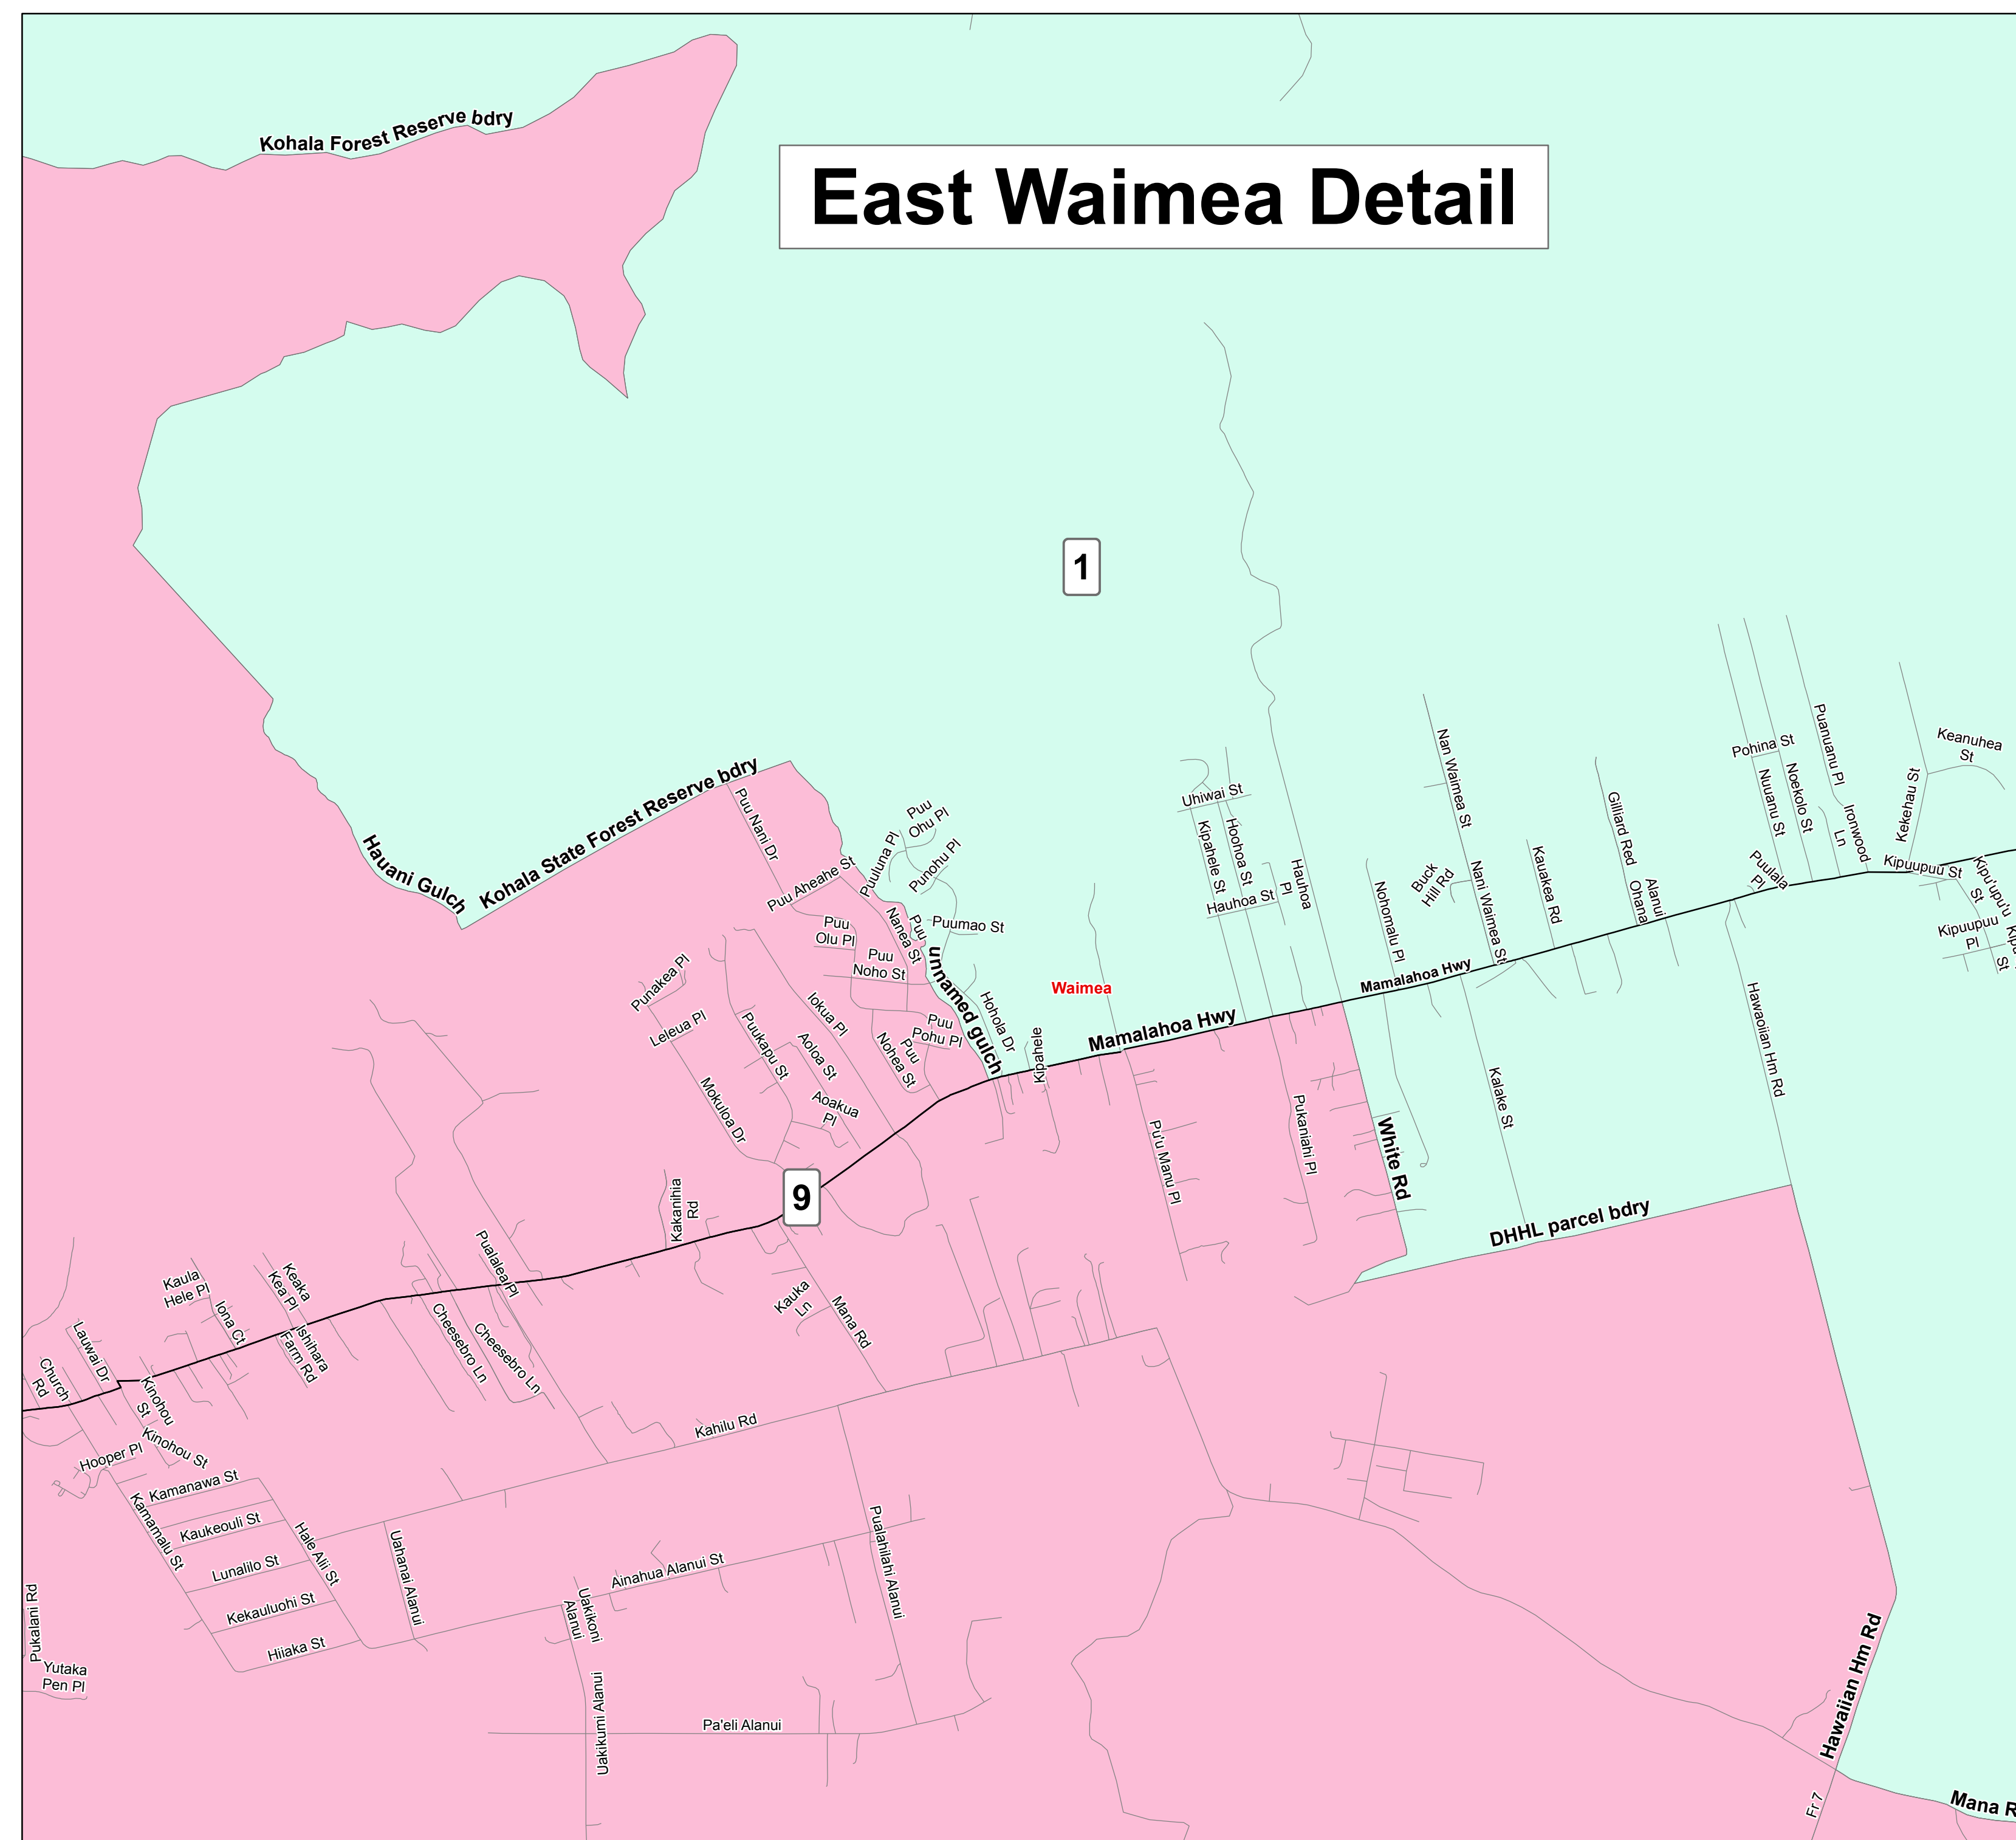 Kohala Forest Reserve bdry
East Waimea Detail
1
Hauani Gulch
Kohala State Forest Reserve bdry
Puu Nani Dr
Puu Aheahe St
Puuluna Pl
Puu
Ohu Pl
Punohu Pl
Puumao St
Puu
Nanea St
Puu
Olu Pl
Puu
Noho St
unnamed gulch
Hohola Dr
Puu
Pohu Pl
Puu
Nohea St
Punakea Pl
Leleua Pl
Mokuloa Dr
Puukapu St
Iokua Pl
Aoloa St
Aoakua
Pl
Waimea
Kipahele
Mamalahoa Hwy
Uhiwai St
Kipahele St
Hoohoa St
Hauhoa St
Hauhoa
Pl
Nohomalu Pl
Nan Waimea St
Buck
Hill Rd
Nani Waimea St
Mamalahoa Hwy
Kauakea Rd
Gilliard Red
Alanui
Ohana
Pohina St
Nuuanu St
Noekolo St
Puanuanu Pl
Ironwood
Ln
Puulala
Pl
Kekehau St
Keanuhea
St
Kipuupuu St
Kipu'upu'u
St
Kipuupuu
Pl
St
Hawaoiian Hm Rd
Kalake St
Pu'u Manu Pl
Pukaniahi Pl
White Rd
DHHL parcel bdry
9
Kakanihia
Rd
Pualalea Pl
Kaula
Hele Pl
Iona Ct
Keaka
Kea Pl
Ishihara
Farm Rd
Lauwai Dr
Church
Rd
Kinohou
St
Kinohou St
Hooper Pl
Cheesebro Ln
Cheesebro Ln
Kauka
Ln
Mana Rd
Kahilu Rd
Kamanawa St
Kamamalu St
Kaukeouli St
Hale Alii St
Lunalilo St
Kekauluohi St
Hiiaka St
Uahanai Alanui
Ainahua Alanui St
Pualahilahi Alanui
Uakikoni
Alanui
Uakikumi Alanui
Pukalani Rd
Yutaka
Pen Pl
Pa'eli Alanui
Hawaiian Hm Rd
Fr 7
Mana R